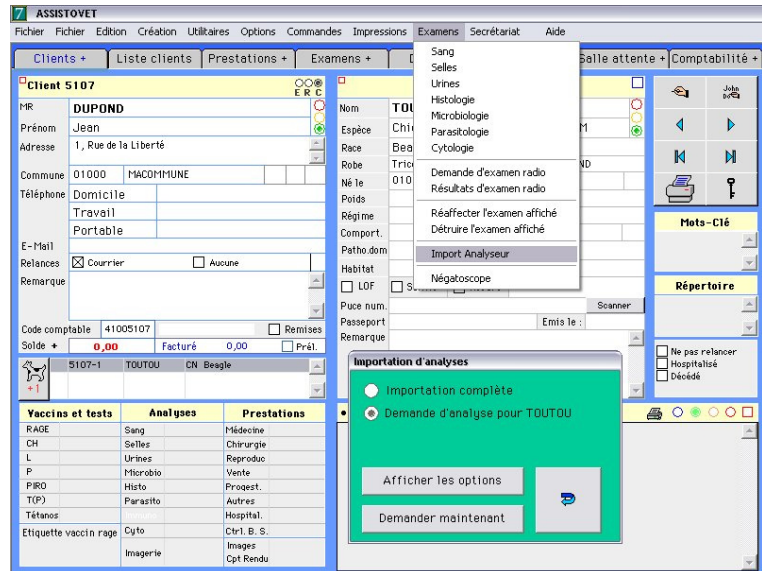 ASSISTOVET
Fichier Fichier Edition Création Utilitaires Options Commandes Impressions Examens Secrétariat Aide
Clients + Liste clients Prestations + Examens + Salle attente + Comptabilité +
Client 5107
E R C
MR DUPOND
Prénom Jean
Adresse 1, Rue de la Liberté
Commune 01000 MACOMMUNE
Téléphone Domicile
Travail
Portable
E-Mail
Relances Courrier Aucune
Remarque
Code comptable 41005107 Remises
Solde + 0,00 Facturé 0,00 Prél.
+1 5107-1 TOUTOU CN Beagle
Vaccins et tests Analyses Prestations
RAGE Sang Médecine
CH Selles Chirurgie
L Urines Reproduc
P Microbio Vente
PIRO Histo Progest.
T(P) Parasito Autres
Tétanos Hospital.
Etiquette vaccin rage Cyto Ctrl. B. S.
Imagerie Images
Cpt Rendu
Nom
Espèce
Race
Robe
Né le
Poids
Régime
Comport.
Patho.dom
Habitat
LOF
Puce num. Scanner
Passeport Emis le :
Remarque
Sang
Selles
Urines
Histologie
Microbiologie
Parasitologie
Cytologie
Demande d'examen radio
Résultats d'examen radio
Réaffecter l'examen affiché
Détruire l'examen affiché
Import Analyseur
Négatoscope
Importation d'analyses
Importation complète
Demande d'analyse pour TOUTOU
Afficher les options
Demander maintenant
John
Mots-Clé
Répertoire
Ne pas relancer
Hospitalisé
Décédé